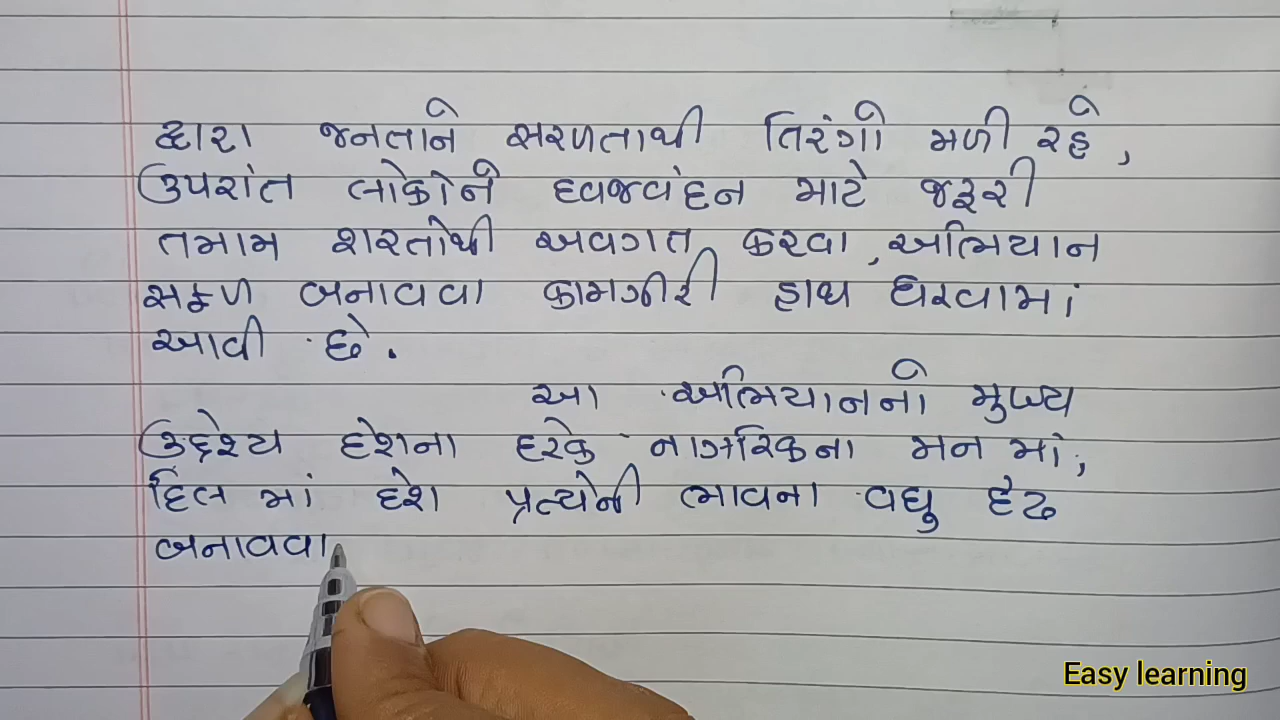 દ્વારા જનતાને સરળતાથી તિરંગો મળી રહે,
ઉપરાંત લોકોને ધ્વજવંદન માટે જરૂરી
તમામ શરતોથી અવગત કરવા, અભિયાન
સફળ બનાવવા કામગીરી હાથ ધરવામાં
આવી છે.
આ અભિયાનનો મુખ્ય
ઉદ્દેશ્ય દેશના દરેક નાગરિકના મન માં,
દિલ માં દેશ પ્રત્યેની ભાવના વધુ દ્રઢ
બનાવવા
Easy learning